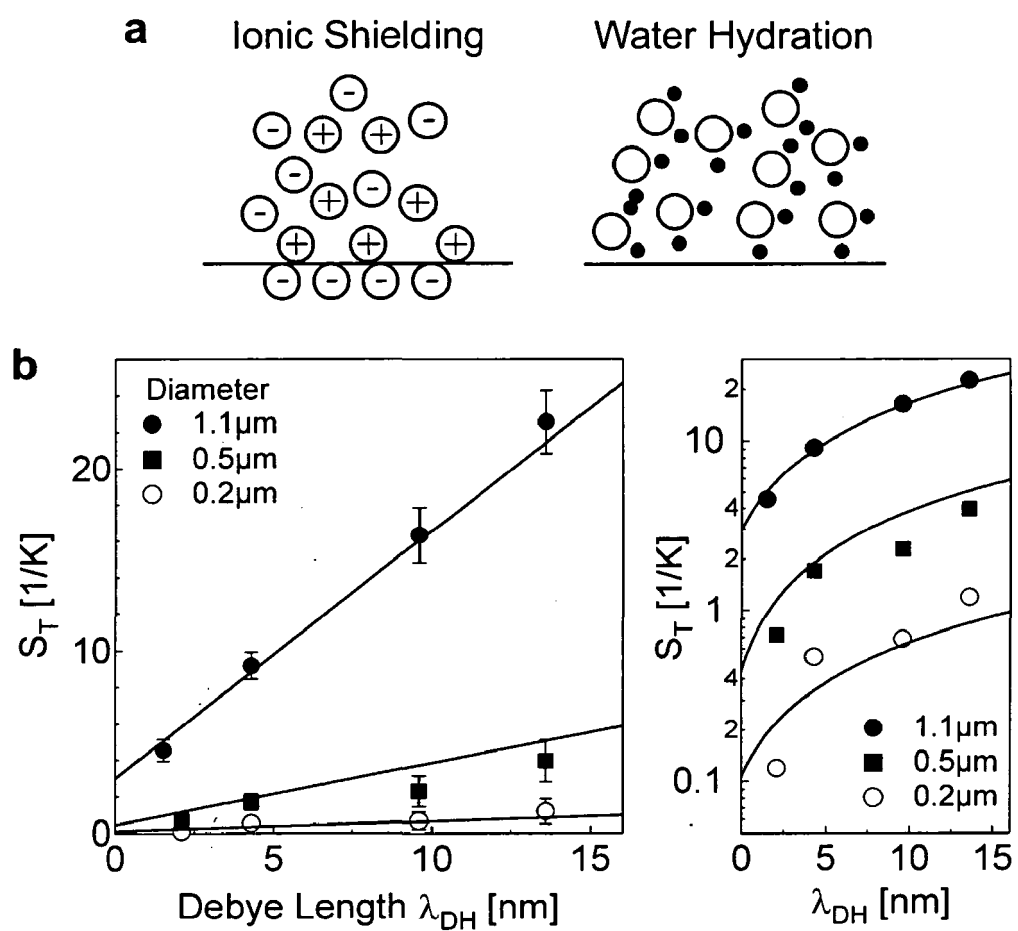 a
Ionic Shielding
Water Hydration
- - + + - - + - + - + + + - - - -
b
Diameter
1.1μm
0.5μm
0.2μm
20
10
0
S_T [1/K]
0 5 10 15
Debye Length λ_DH [nm]
2
10
4
2
1
4
2
0.1
S_T [1/K]
1.1μm
0.5μm
0.2μm
0 5 10 15
λ_DH [nm]